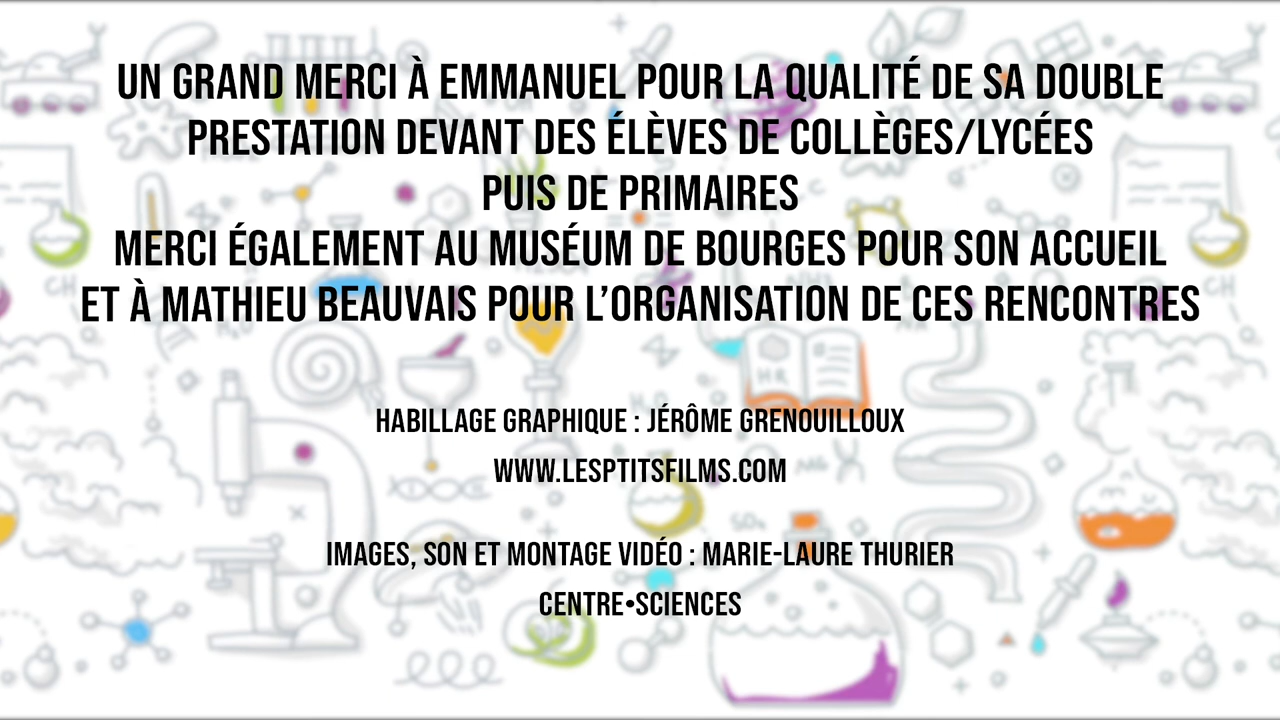 UN GRAND MERCI À EMMANUEL POUR LA QUALITÉ DE SA DOUBLE
PRESTATION DEVANT DES ÉLÈVES DE COLLÈGES/LYCÉES
PUIS DE PRIMAIRES
MERCI ÉGALEMENT AU MUSÉUM DE BOURGES POUR SON ACCUEIL
ET À MATHIEU BEAUVAIS POUR L’ORGANISATION DE CES RENCONTRES
HABILLAGE GRAPHIQUE : JÉRÔME GRENOUILLOUX
WWW.LESPTITSFILMS.COM
IMAGES, SON ET MONTAGE VIDÉO : MARIE-LAURE THURIER
CENTRE•SCIENCES